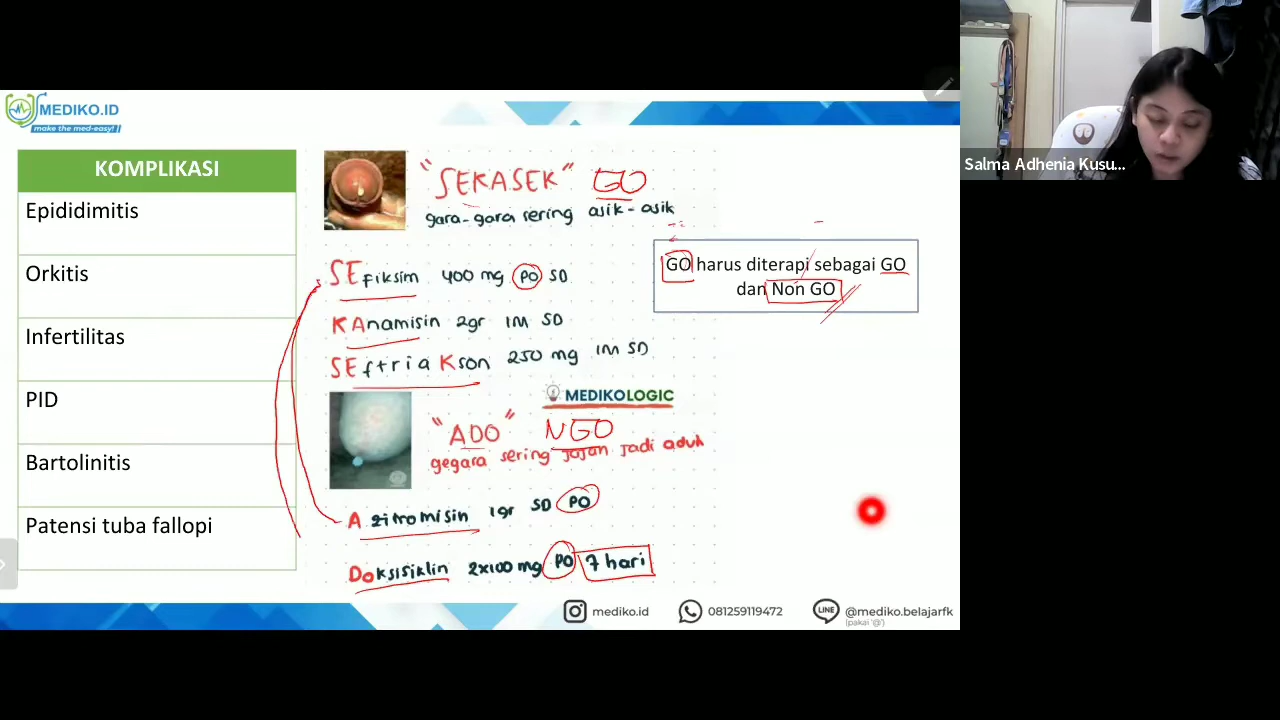 MEDIKO.ID
make the med-easy!
KOMPLIKASI
Epididimitis
Orkitis
Infertilitas
PID
Bartolinitis
Patensi tuba fallopi
"SEKASEK" GO
gara-gara sering asik-asik
SEfiksim 400 mg PO SD
KAnamisin 2gr IM SD
SEftriaKson 250 mg IM SD
MEDIKOLOGIC
"ADO" NGO
gegara sering jajan jadi aduh
Azitromisin 1gr SD PO
DOksisiklin 2x100 mg PO 7 hari
GO harus diterapi sebagai GO
dan Non GO
mediko.id
081259119472
@mediko.belajarfk
(pakai '@')
Salma Adhenia Kusu...